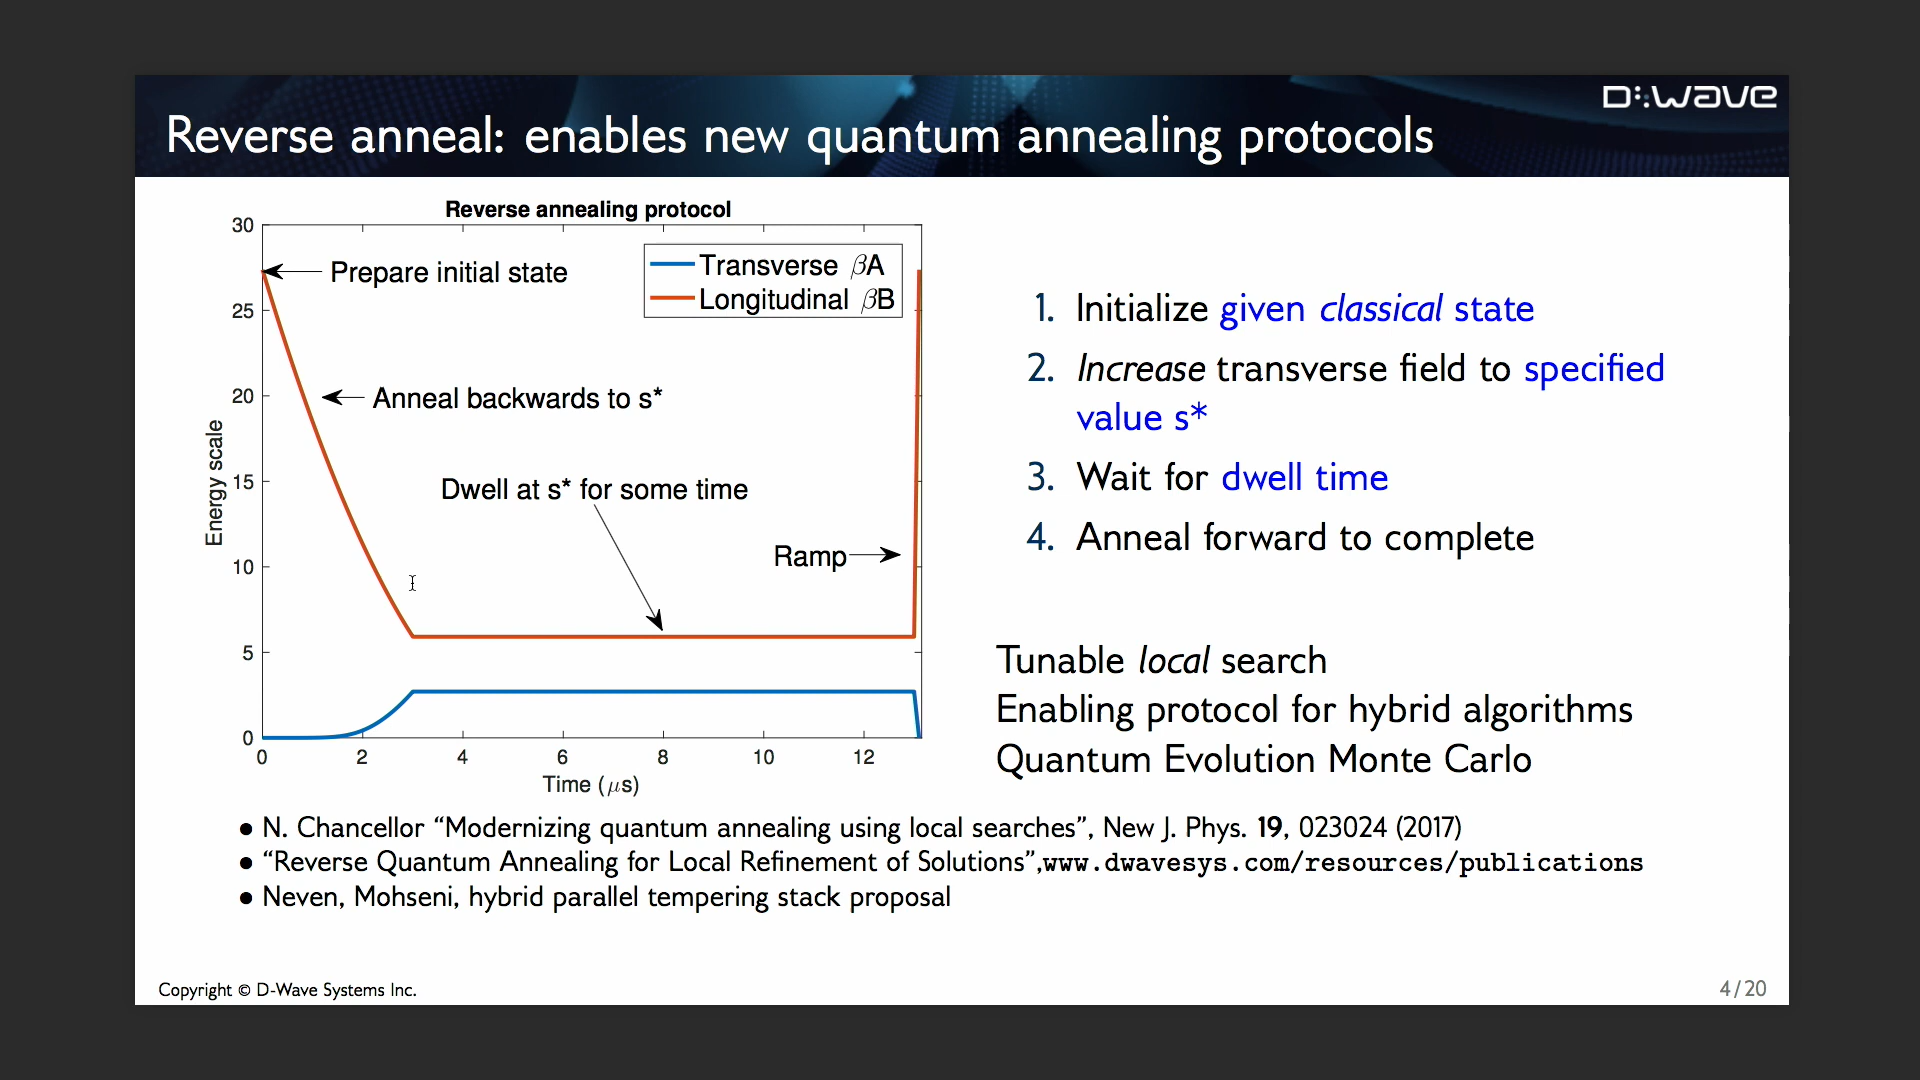 D:wave
Reverse anneal: enables new quantum annealing protocols
Reverse annealing protocol
30
25
20
15
10
5
0
Energy scale
0 2 4 6 8 10 12
Time (μs)
Transverse βA
Longitudinal βB
Prepare initial state
Anneal backwards to s*
Dwell at s* for some time
Ramp
1. Initialize given classical state
2. Increase transverse field to specified
value s*
3. Wait for dwell time
4. Anneal forward to complete
Tunable local search
Enabling protocol for hybrid algorithms
Quantum Evolution Monte Carlo
● N. Chancellor “Modernizing quantum annealing using local searches”, New J. Phys. 19, 023024 (2017)
● “Reverse Quantum Annealing for Local Refinement of Solutions”,www.dwavesys.com/resources/publications
● Neven, Mohseni, hybrid parallel tempering stack proposal
Copyright © D-Wave Systems Inc.
4/20